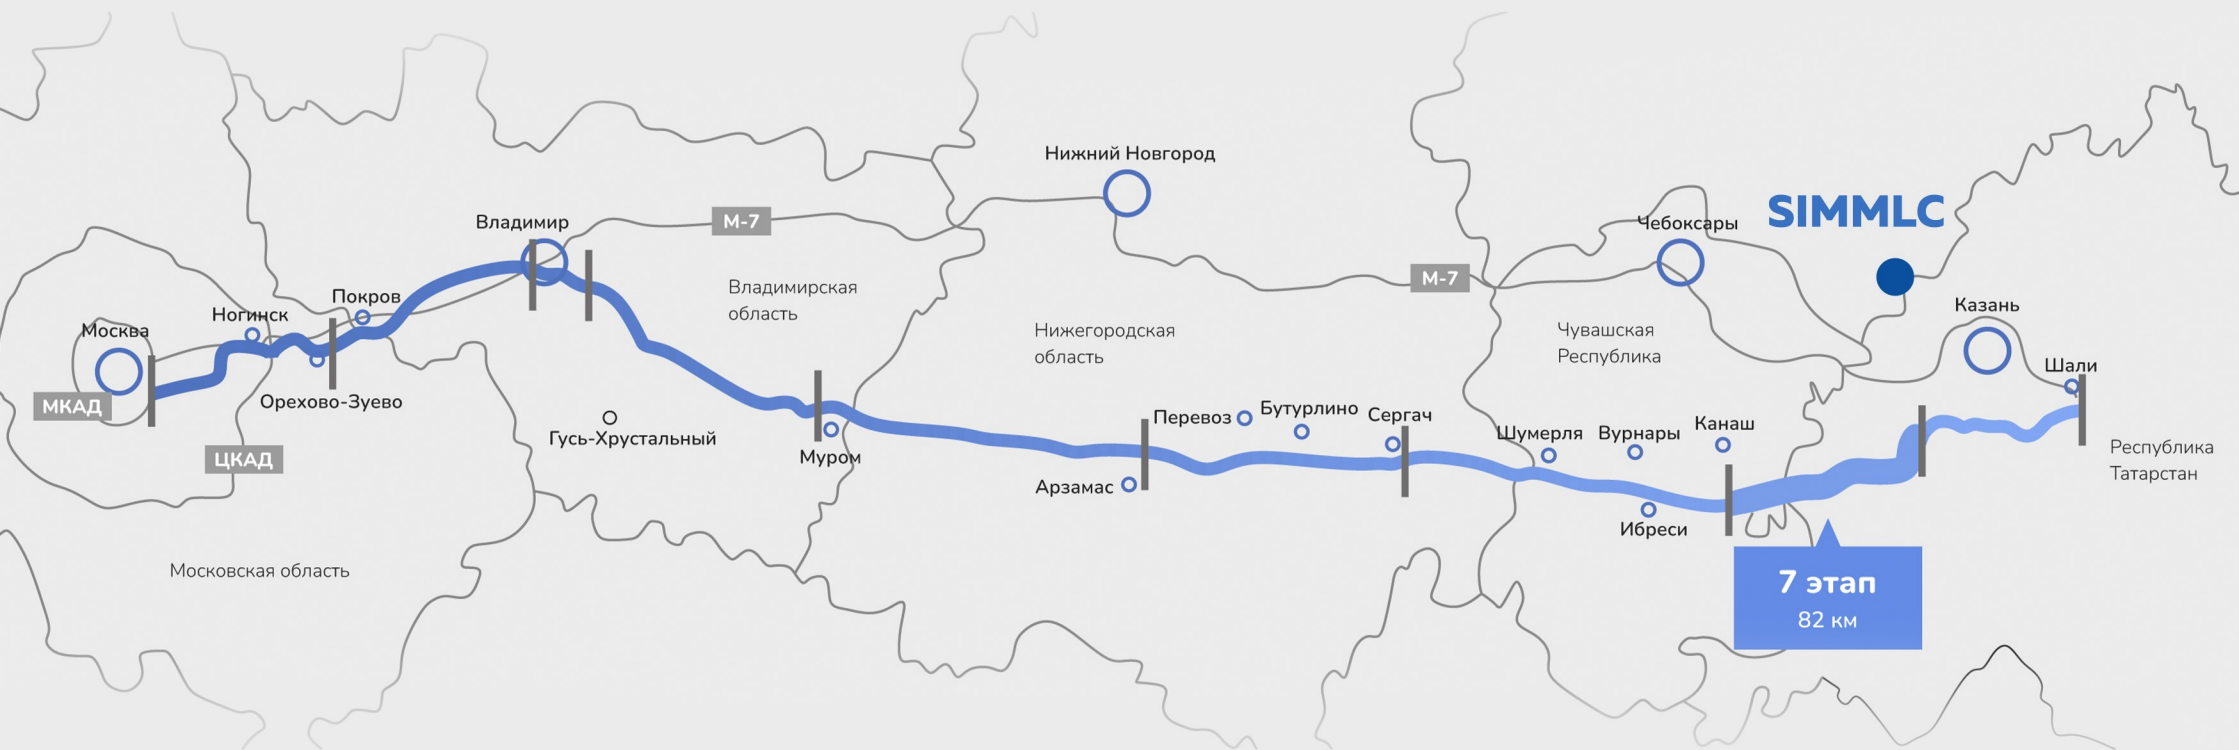 Нижний Новгород
Владимир
М-7
SIMMLC
Чебоксары
М-7
Покров
Ногинск
Москва
Владимирская
область
Нижегородская
область
Чувашская
Республика
Казань
Шали
МКАД
Орехово-Зуево
ЦКАД
Гусь-Хрустальный
Муром
Перевоз
Бутурлино
Сергач
Арзамас
Шумерля
Вурнары
Канаш
Ибреси
Республика
Татарстан
Московская область
7 этап
82 км